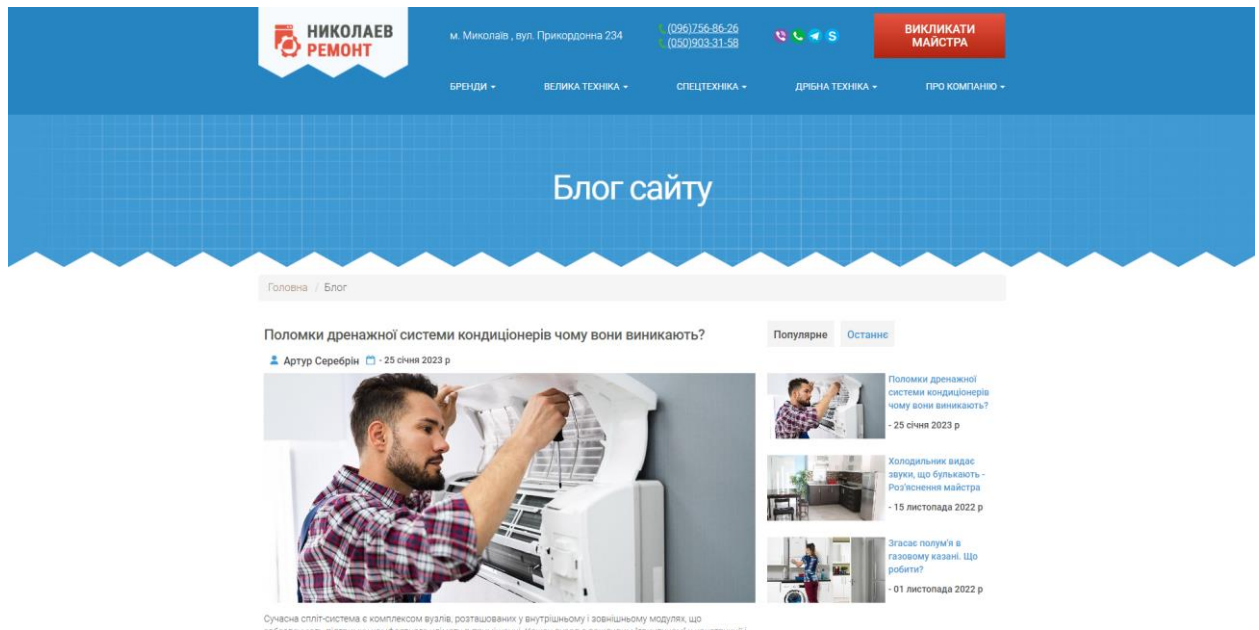 НИКОЛАЕВ
РЕМОНТ
м. Миколаїв , вул. Прикордонна 234
(096)756-86-26
(050)903-31-58
ВИКЛИКАТИ
МАЙСТРА
БРЕНДИ
ВЕЛИКА ТЕХНІКА
СПЕЦТЕХНІКА
ДРІБНА ТЕХНІКА
ПРО КОМПАНІЮ
Блог сайту
Головна / Блог
Поломки дренажної системи кондиціонерів чому вони виникають?
Артур Серебрін - 25 січня 2023 р
Сучасна спліт-система є комплексом вузлів, розташованих у внутрішньому і зовнішньому модулях, що
Популярне
Останнє
Поломки дренажної
системи кондиціонерів
чому вони виникають?
- 25 січня 2023 р
Холодильник видає
звуки, що булькають -
Роз'яснення майстра
- 15 листопада 2022 р
Згасає полум'я в
газовому казані. Що
робити?
- 01 листопада 2022 р